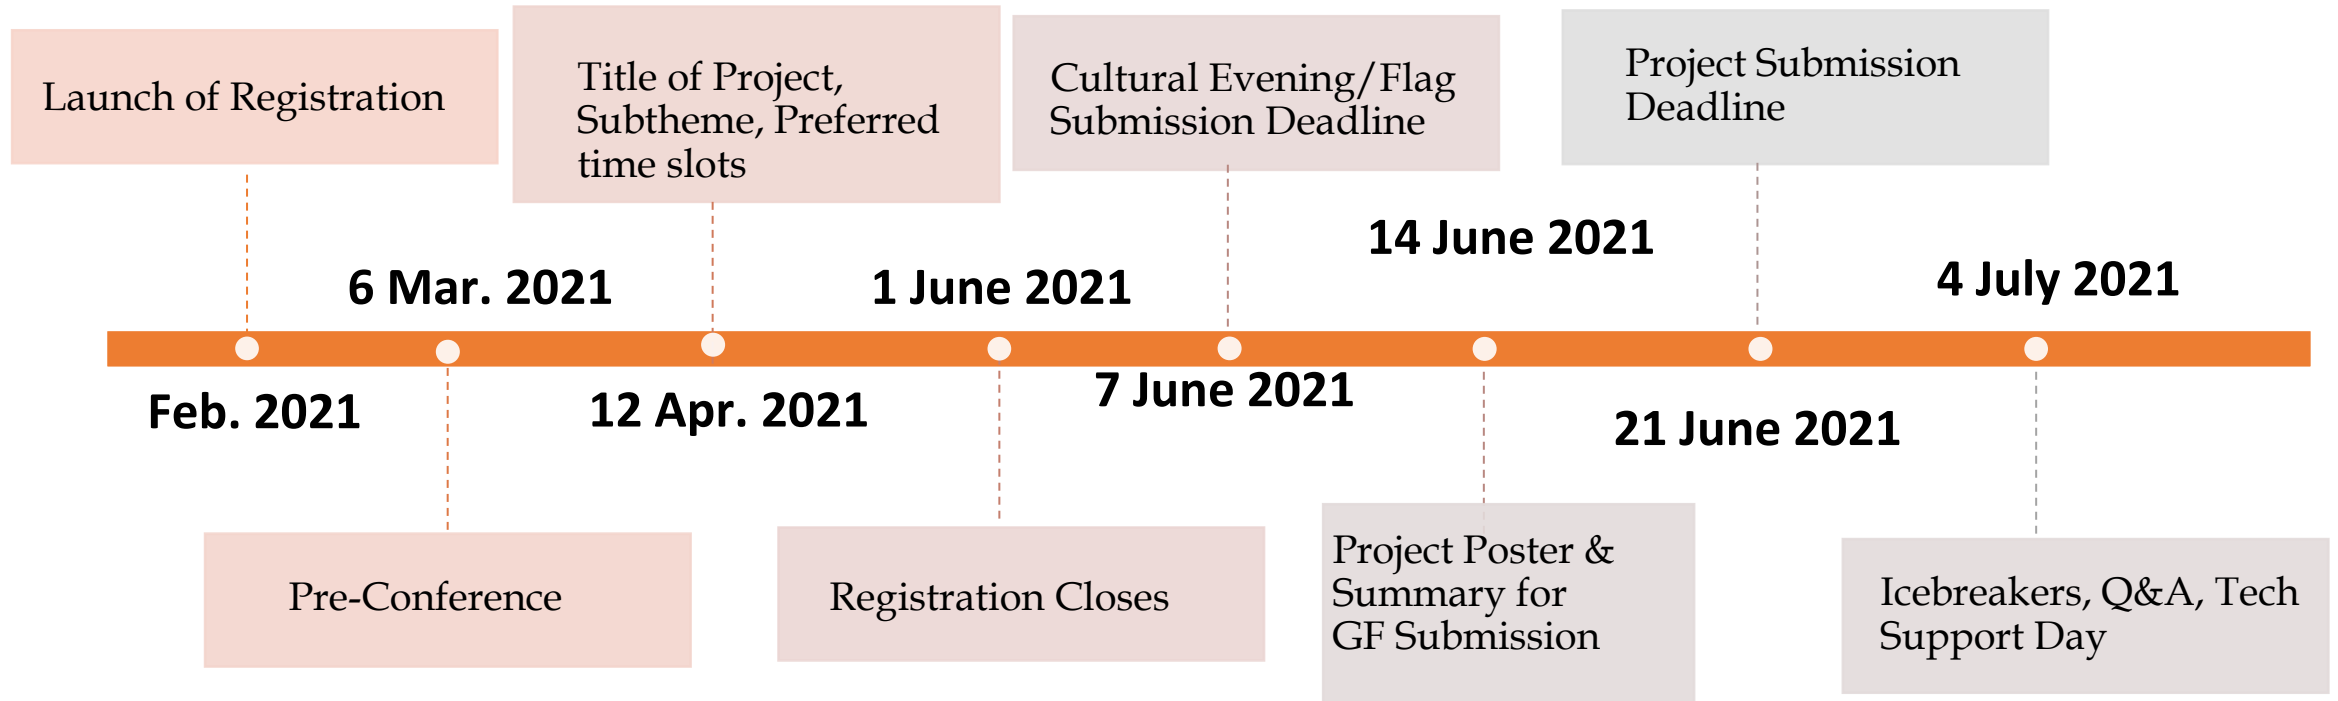 Launch of Registration
Title of Project,
Subtheme, Preferred
time slots
Cultural Evening/Flag
Submission Deadline
Project Submission
Deadline
6 Mar. 2021
1 June 2021
14 June 2021
4 July 2021
Feb. 2021
12 Apr. 2021
7 June 2021
21 June 2021
Pre-Conference
Registration Closes
Project Poster &
Summary for
GF Submission
Icebreakers, Q&A, Tech
Support Day